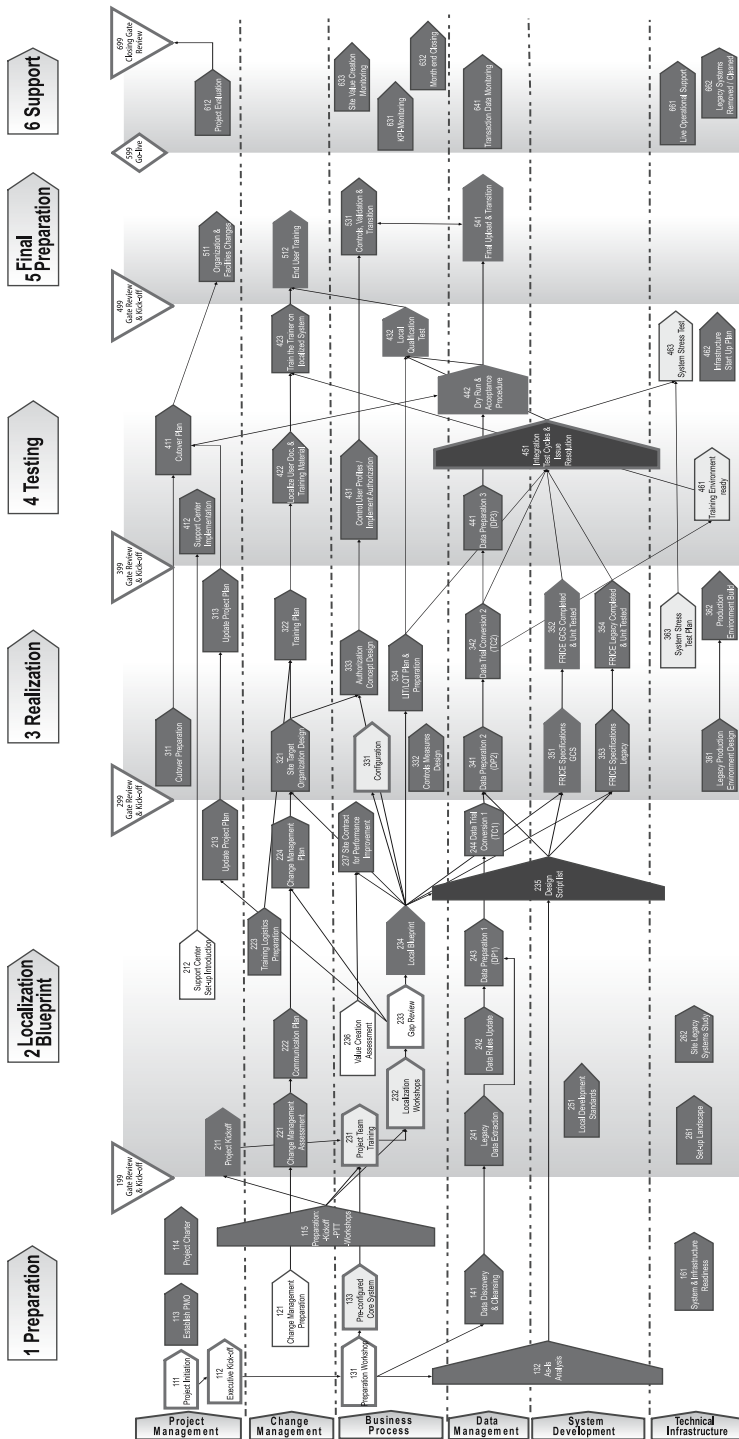 1 Preparation
2 Localization
Blueprint
3 Realization
4 Testing
5 Final
Preparation
6 Support
199
Gate Review
& Kick-off
299
Gate Review
& Kick-off
399
Gate Review
& Kick-off
499
Gate Review
& Kick-off
599
Go-live
699
Closing Gate
Review
Project
Management
111
Project Initiation
112
Executive Kick-off
113
Establish PMO
114
Project Charter
211
Project Kickoff
212
Support Center
Set-up Introduction
213
Update Project Plan
311
Cutover Preparation
313
Update Project Plan
412
Support Center
Implementation
411
Cutover Plan
511
Organization &
Facilities Changes
612
Project Evaluation
Change
Management
121
Change Management
Preparation
115
Preparation:
-Kickoff
-PTT
-Workshops
221
Change Management
Assessment
222
Communication Plan
223
Training Logistics
Preparation
224
Change Management
Plan
321
Site Target
Organization Design
322
Training Plan
422
Localize User Doc, &
Training Material
423
Train the Trainer on
localized System
512
End User Training
Business
Process
131
Preparation Workshop
133
Pre-configured
Core System
231
Project Team
Training
232
Localization
Workshops
236
Value Creation
Assessment
233
Gap Review
234
Local Blueprint
237 Site Contract
for Performance
Improvement
331
Configuration
332
Controls Measures
Design
333
Authorization
Concept Design
334
LIT/LQT Plan &
Preparation
431
Control User Profiles /
Implement Authorization
432
Local
Qualification
Test
531
Controls, Validation &
Transition
633
Site Value Creation
Monitoring
631
KPI-Monitoring
632
Month end Closing
Data
Management
141
Data Discovery
& Cleansing
241
Legacy
Data Extraction
242
Data Rules Update
243
Data Preparation 1
(DP1)
244 Data Trial
Conversion 1
(TC1)
341
Data Preparation 2
(DP2)
342
Data Trial Conversion 2
(TC2)
441
Data Preparation 3
(DP3)
442
Dry Run &
Acceptance
Procedure
541
Final Upload & Transition
641
Transaction Data Monitoring
System
Development
132
As-Is
Analysis
251
Local Development
Standards
235
Design
Script list
351
FRICE Specifications
GCS
353
FRICE Specifications
Legacy
352
FRICE GCS Completed
& Unit Tested
354
FRICE Legacy Completed
& Unit Tested
451
Integration
Test Cycles &
Issue
Resolution
Technical
Infrastructure
161
System & Infrastructure
Readiness
261
Set-up Landscape
262
Site Legacy
Systems Study
361
Legacy Production
Environment Design
363
System Stress
Test Plan
362
Production
Environment Build
461
Training Environment
ready
463
System Stress Test
462
Infrastructure
Start Up Plan
661
Live Operational Support
662
Legacy Systems
Removed / Cleaned